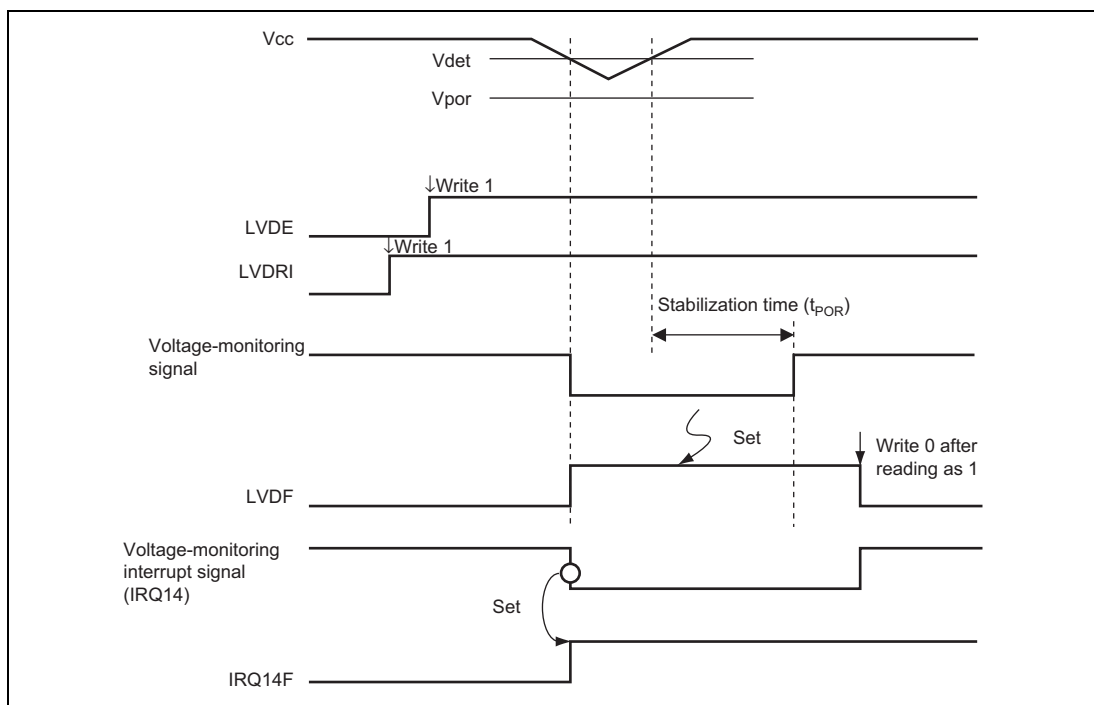 Vcc
Vdet
Vpor
↓Write 1
LVDE
↓Write 1
LVDRI
Stabilization time (tPOR)
Voltage-monitoring
signal
Set
Write 0 after
reading as 1
LVDF
Voltage-monitoring
interrupt signal
(IRQ14)
Set
IRQ14F